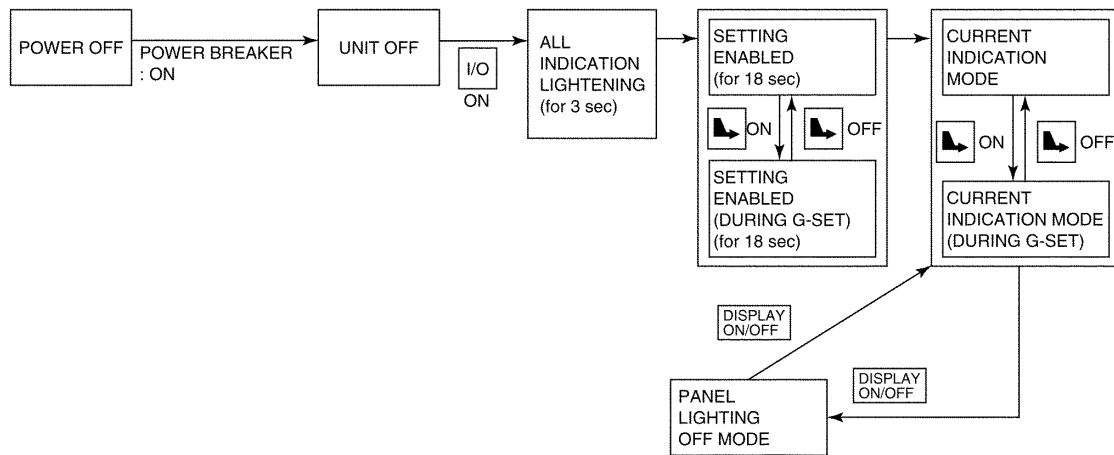 POWER OFF
POWER BREAKER
: ON
UNIT OFF
I/O
ON
ALL
INDICATION
LIGHTENING
(for 3 sec)
SETTING
ENABLED
(for 18 sec)
ON
OFF
SETTING
ENABLED
(DURING G-SET)
(for 18 sec)
CURRENT
INDICATION
MODE
ON
OFF
CURRENT
INDICATION MODE
(DURING G-SET)
DISPLAY
ON/OFF
DISPLAY
ON/OFF
PANEL
LIGHTING
OFF MODE